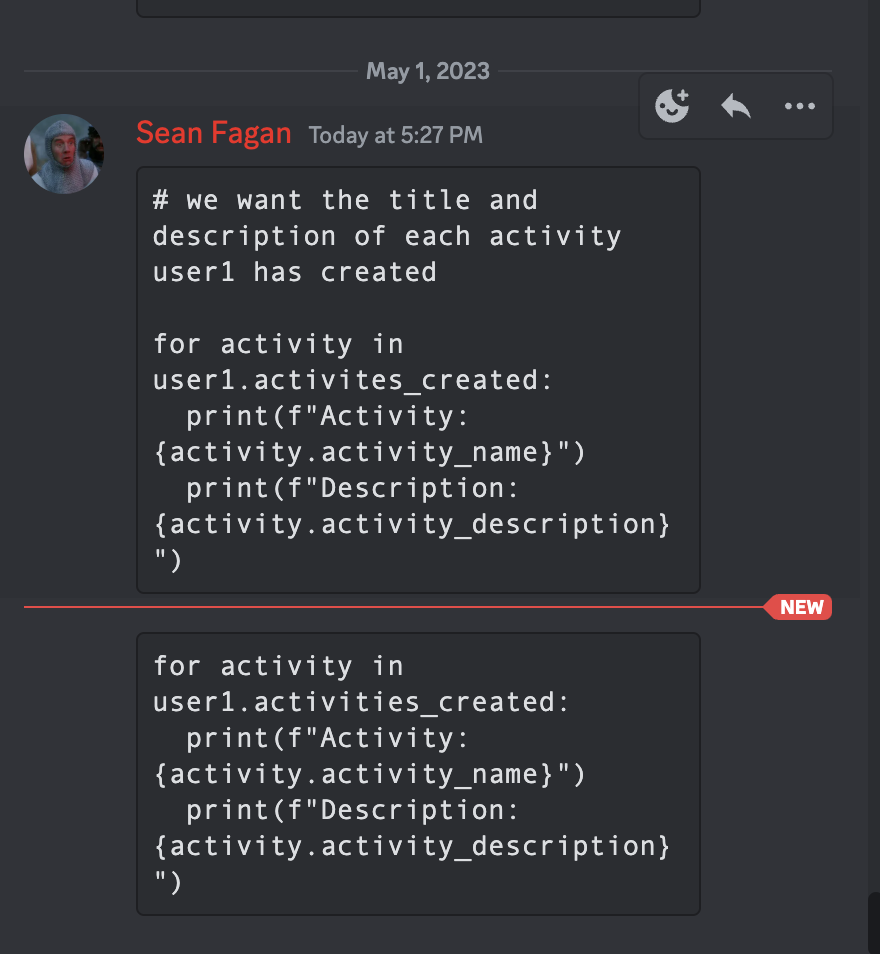 May 1, 2023
Sean Fagan Today at 5:27 PM
# we want the title and
description of each activity
user1 has created

for activity in
user1.activites_created:
  print(f"Activity:
{activity.activity_name}")
  print(f"Description:
{activity.activity_description}
")
NEW
for activity in
user1.activities_created:
  print(f"Activity:
{activity.activity_name}")
  print(f"Description:
{activity.activity_description}
")